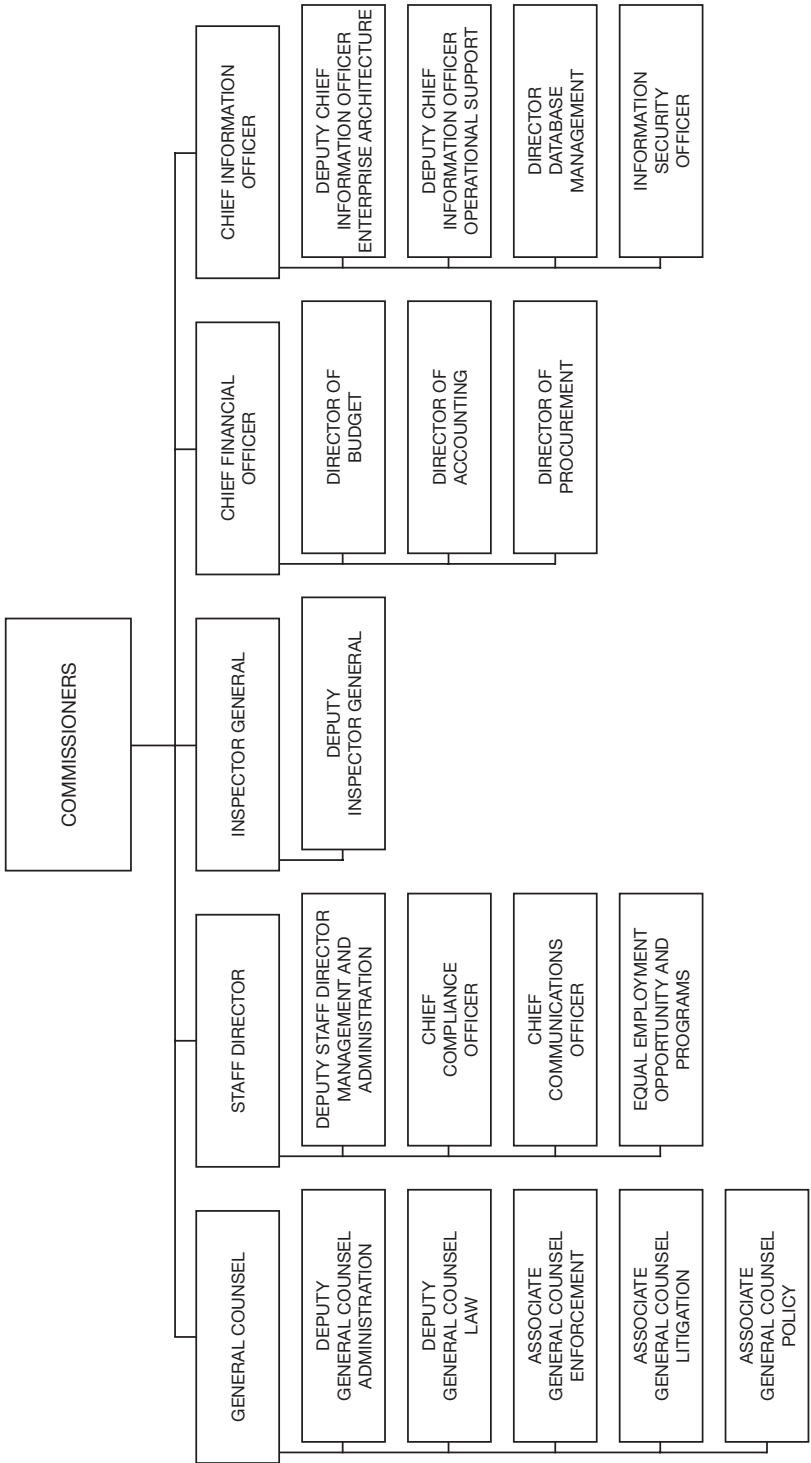 COMMISSIONERS
GENERAL COUNSEL
DEPUTY
GENERAL COUNSEL
ADMINISTRATION
DEPUTY
GENERAL COUNSEL
LAW
ASSOCIATE
GENERAL COUNSEL
ENFORCEMENT
ASSOCIATE
GENERAL COUNSEL
LITIGATION
ASSOCIATE
GENERAL COUNSEL
POLICY
STAFF DIRECTOR
DEPUTY STAFF DIRECTOR
MANAGEMENT AND
ADMINISTRATION
CHIEF
COMPLIANCE
OFFICER
CHIEF
COMMUNICATIONS
OFFICER
EQUAL EMPLOYMENT
OPPORTUNITY AND
PROGRAMS
INSPECTOR GENERAL
DEPUTY
INSPECTOR GENERAL
CHIEF FINANCIAL
OFFICER
DIRECTOR OF
BUDGET
DIRECTOR OF
ACCOUNTING
DIRECTOR OF
PROCUREMENT
CHIEF INFORMATION
OFFICER
DEPUTY CHIEF
INFORMATION OFFICER
ENTERPRISE ARCHITECTURE
DEPUTY CHIEF
INFORMATION OFFICER
OPERATIONAL SUPPORT
DIRECTOR
DATABASE
MANAGEMENT
INFORMATION
SECURITY
OFFICER